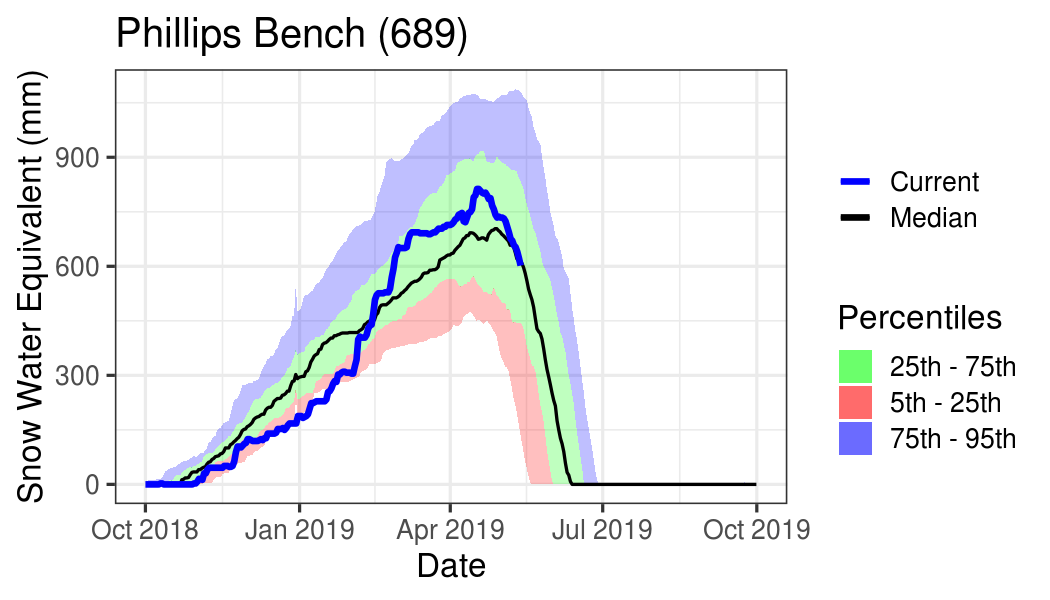 Phillips Bench (689)
Snow Water Equivalent (mm)
900
600
300
0
Oct 2018
Jan 2019
Apr 2019
Jul 2019
Oct 2019
Date
Current
Median
Percentiles
25th - 75th
5th - 25th
75th - 95th